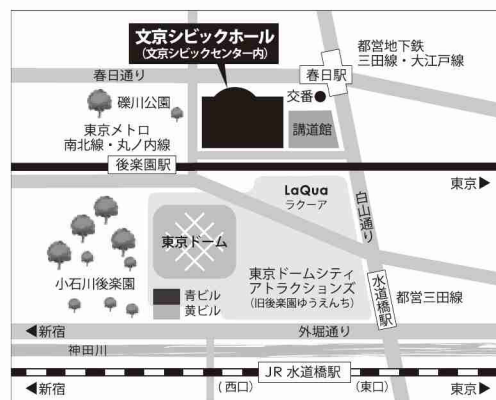 文京シビックホール
（文京シビックセンター内）
都営地下鉄
三田線・大江戸線
春日通り
春日駅
交番
礫川公園
講道館
東京メトロ
南北線・丸ノ内線
後楽園駅
東京▶
LaQua
ラクーア
白山通り
東京ドーム
小石川後楽園
東京ドームシティ
アトラクションズ
（旧後楽園ゆうえんち）
水道橋駅
都営三田線
青ビル
黄ビル
◀新宿
外堀通り
神田川
JR 水道橋駅
◀新宿
（西口）
（東口）
東京▶